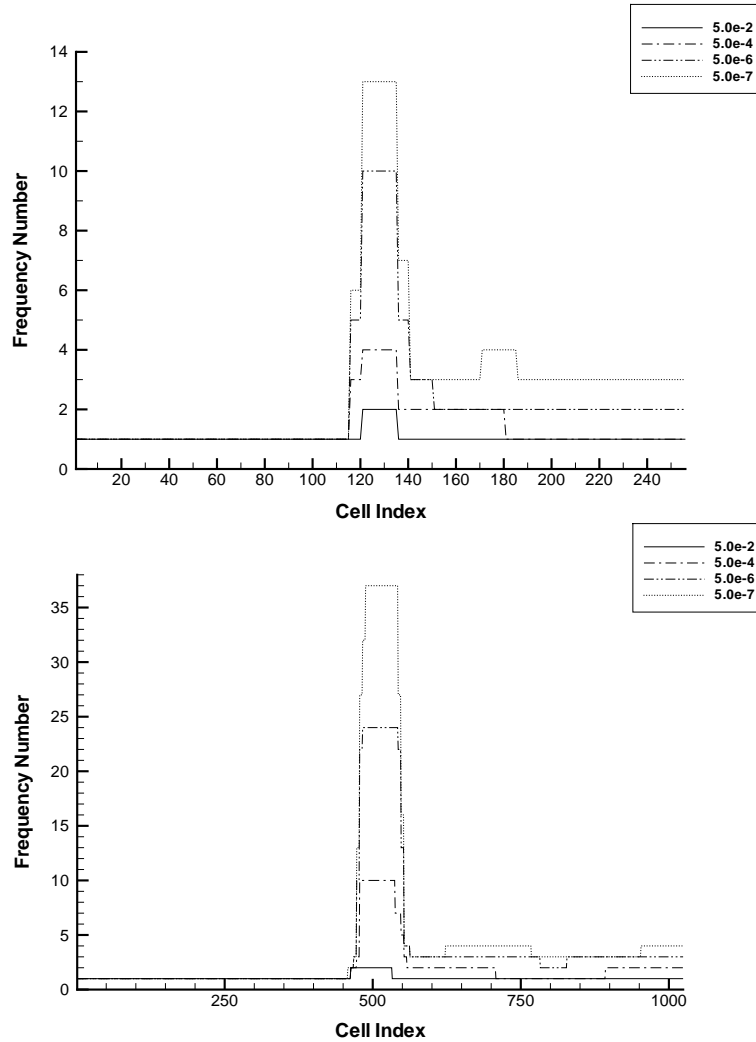 5.0e-2
5.0e-4
5.0e-6
5.0e-7
14
12
10
8
6
4
2
0
Frequency Number
20 40 60 80 100 120 140 160 180 200 220 240
Cell Index
5.0e-2
5.0e-4
5.0e-6
5.0e-7
35
30
25
20
15
10
5
0
Frequency Number
250 500 750 1000
Cell Index